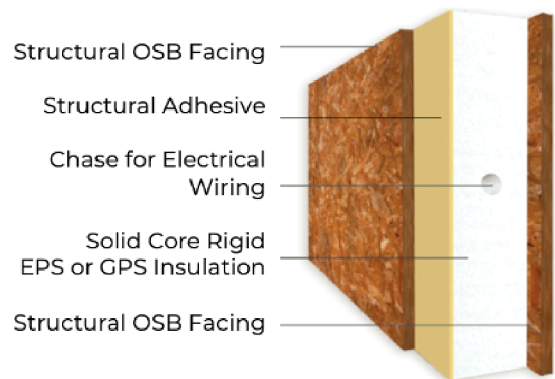 Structural OSB Facing
Structural Adhesive
Chase for Electrical
Wiring
Solid Core Rigid
EPS or GPS Insulation
Structural OSB Facing